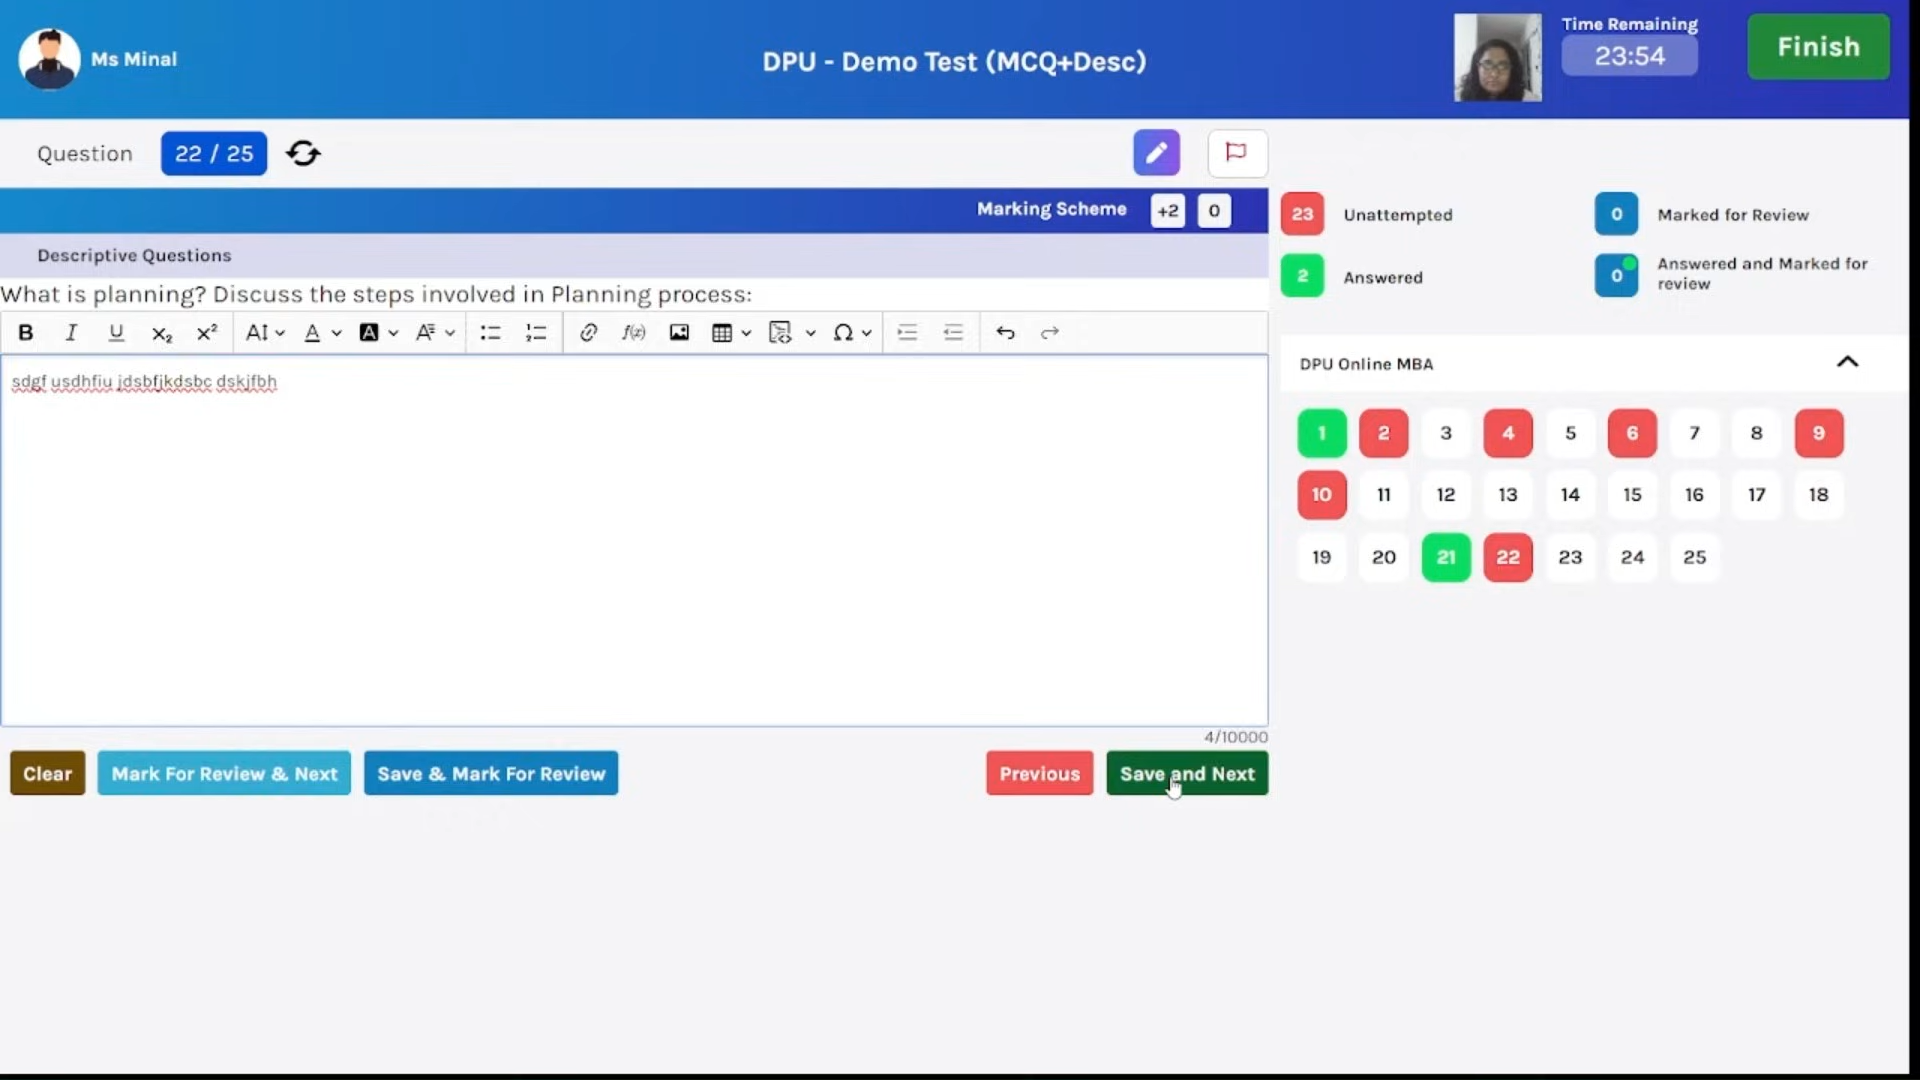 Ms Minal
DPU - Demo Test (MCQ+Desc)
Time Remaining
23:54
Finish
Question 22 / 25
Marking Scheme +2 0
Descriptive Questions
What is planning? Discuss the steps involved in Planning process:
sdgf usdhfiu jdsbfjkdsbc dskjfbh
4/10000
Clear Mark For Review & Next Save & Mark For Review Previous Save and Next
23 Unattempted 0 Marked for Review
2 Answered 0 Answered and Marked for
review
DPU Online MBA
1 2 3 4 5 6 7 8 9
10 11 12 13 14 15 16 17 18
19 20 21 22 23 24 25